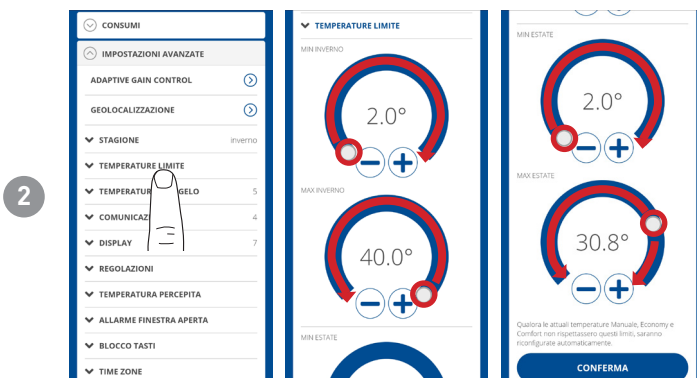 2
CONSUMI
IMPOSTAZIONI AVANZATE
ADAPTIVE GAIN CONTROL
GEOLOCALIZZAZIONE
STAGIONE inverno
TEMPERATURE LIMITE
TEMPERATUR GELO 5
COMUNICAZ 4
DISPLAY 7
REGOLAZIONI
TEMPERATURA PERCEPITA
ALLARME FINESTRA APERTA
BLOCCO TASTI
TIME ZONE
TEMPERATURE LIMITE
MIN INVERNO
2.0°
MAX INVERNO
40.0°
MIN ESTATE
MIN ESTATE
2.0°
MAX ESTATE
30.8°
Qualora le attuali temperature Manuale, Economy e
Comfort non rispettassero questi limiti, saranno
riconfigurate automaticamente.
CONFERMA